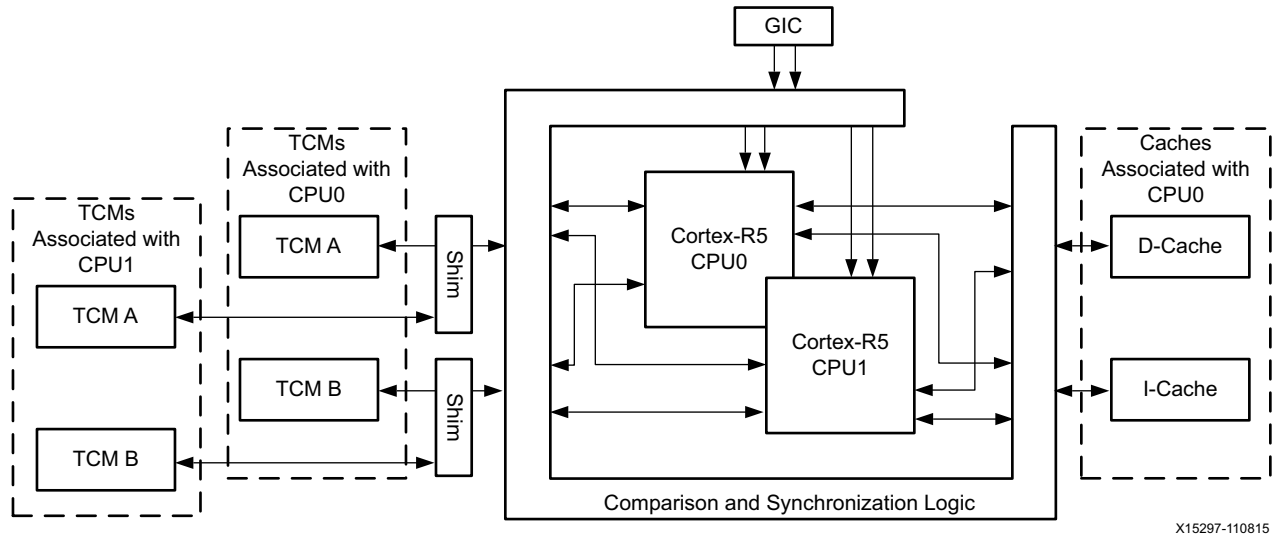 GIC
TCMs
Associated with
CPU0
Caches
Associated with
CPU0
TCMs
Associated with
CPU1
TCM A
Shim
Cortex-R5
CPU0
D-Cache
TCM A
Cortex-R5
CPU1
TCM B
Shim
I-Cache
TCM B
Comparison and Synchronization Logic
X15297-110815